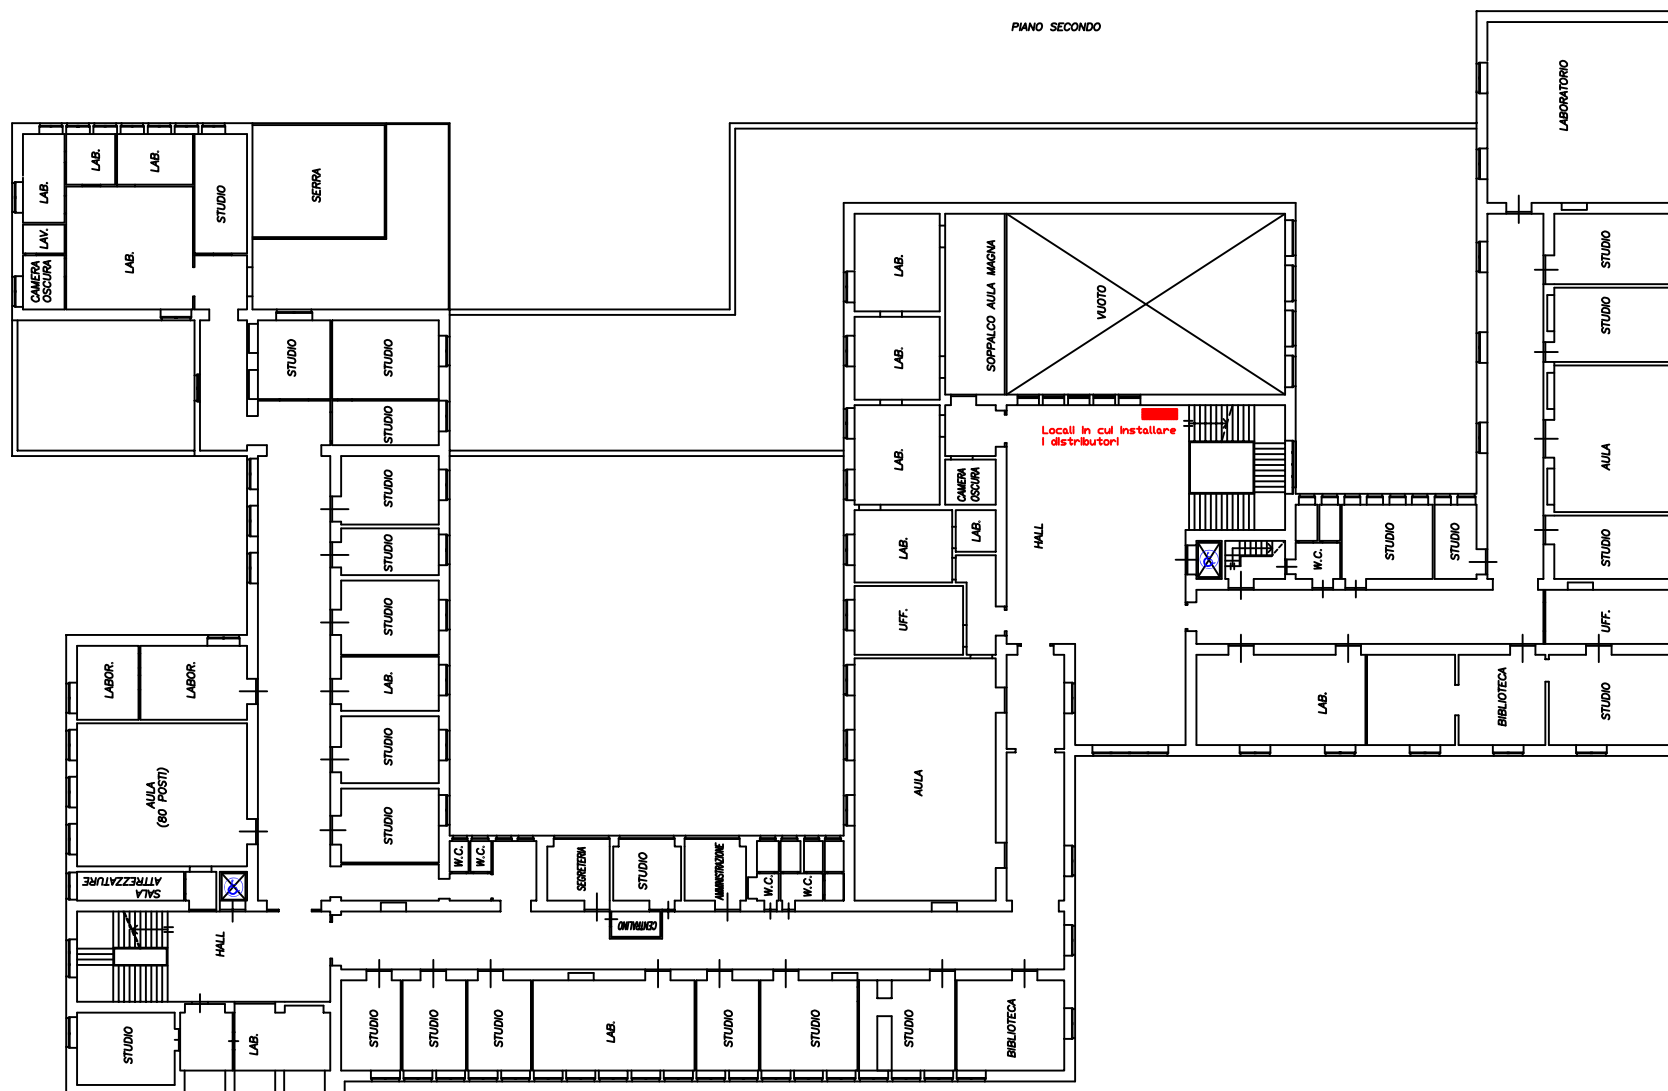 PIANO SECONDO
LABORATORIO
LAB.
LAB.
LAB.
STUDIO
SERRA
LAV.
LAB.
CAMERA
OSCURA
STUDIO
STUDIO
STUDIO
LAB.
SOPPALCO AULA MAGNA
VUOTO
STUDIO
STUDIO
LAB.
LAB.
Locali in cui installare
i distributori
AULA
STUDIO
STUDIO
STUDIO
CAMERA
OSCURA
LAB.
LAB.
HALL
W.C.
STUDIO
STUDIO
STUDIO
UFF.
UFF.
LABOR.
LABOR.
LAB.
STUDIO
LAB.
BIBLIOTECA
STUDIO
AULA
(80 POSTI)
STUDIO
AULA
W.C.
W.C.
SEGRETERIA
STUDIO
AMMINISTRAZIONE
W.C.
W.C.
SALA
ATTREZZATURE
HALL
CENTRALINO
STUDIO
LAB.
STUDIO
STUDIO
STUDIO
LAB.
STUDIO
STUDIO
STUDIO
BIBLIOTECA